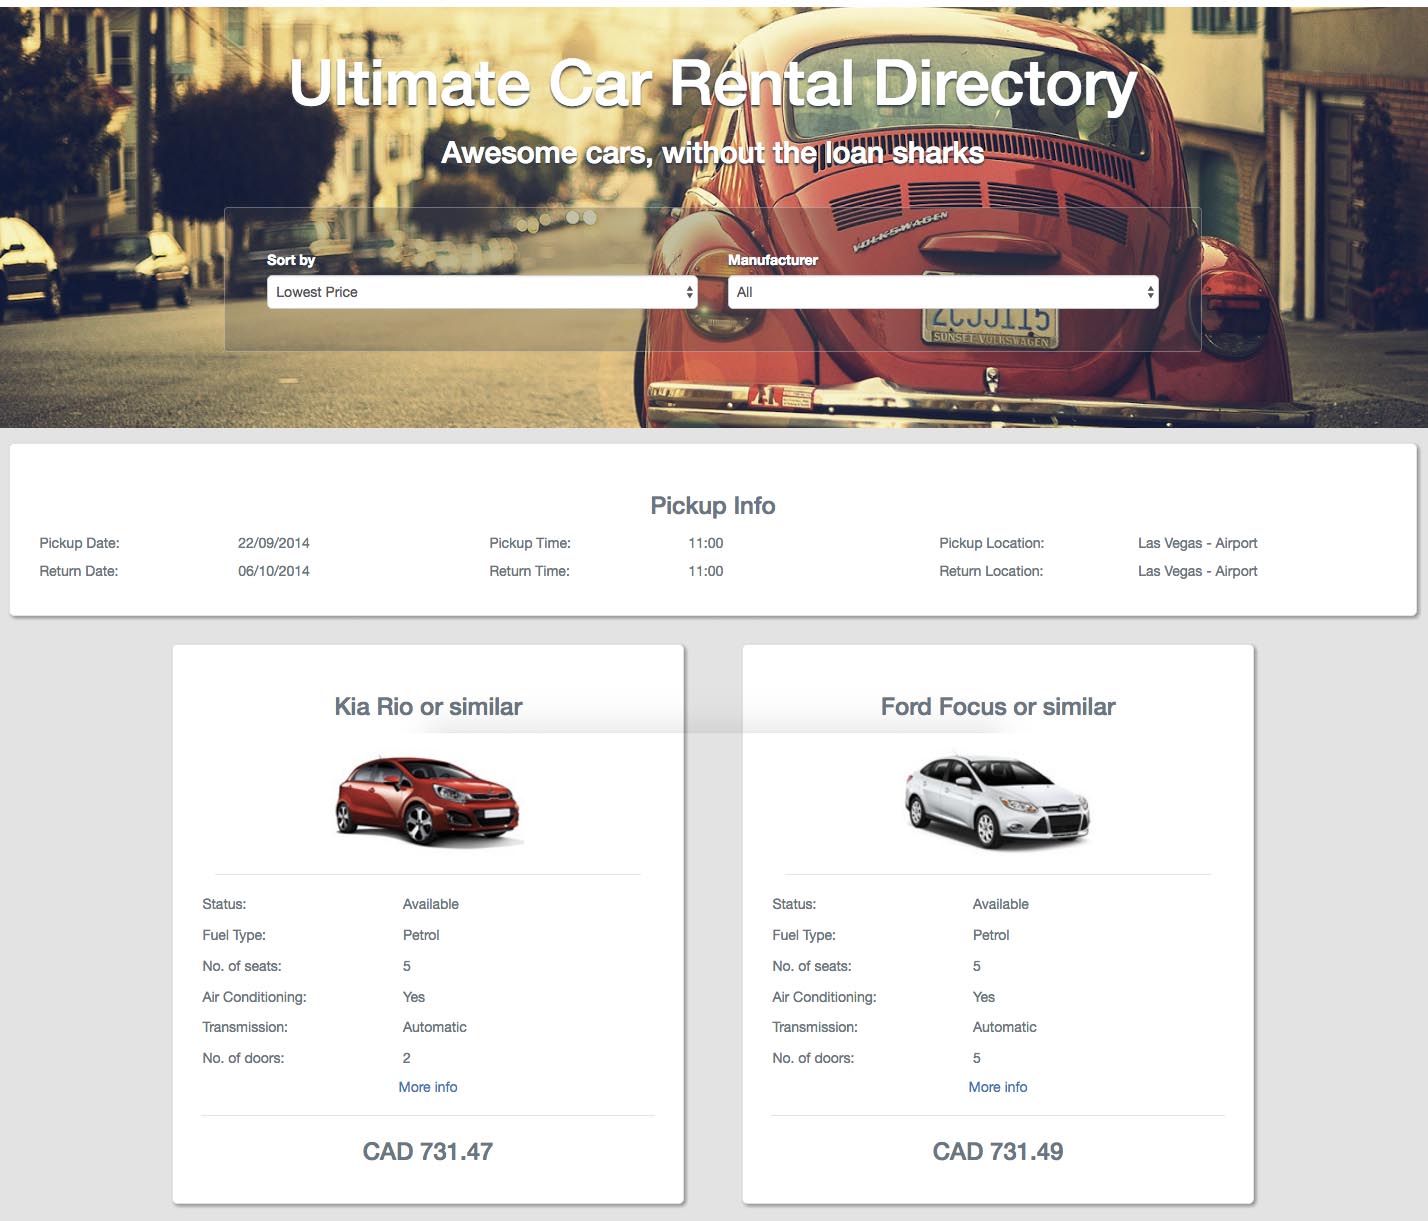 Ultimate Car Rental Directory
Awesome cars, without the loan sharks
VOLKSWAGEN
Sort by
Manufacturer
Lowest Price
All
2CJJ115
SUNSET VOLKSWAGEN
Pickup Info
Pickup Date: 22/09/2014 Pickup Time: 11:00 Pickup Location: Las Vegas - Airport
Return Date: 06/10/2014 Return Time: 11:00 Return Location: Las Vegas - Airport
Kia Rio or similar
Status: Available
Fuel Type: Petrol
No. of seats: 5
Air Conditioning: Yes
Transmission: Automatic
No. of doors: 2
More info
CAD 731.47
Ford Focus or similar
Status: Available
Fuel Type: Petrol
No. of seats: 5
Air Conditioning: Yes
Transmission: Automatic
No. of doors: 5
More info
CAD 731.49